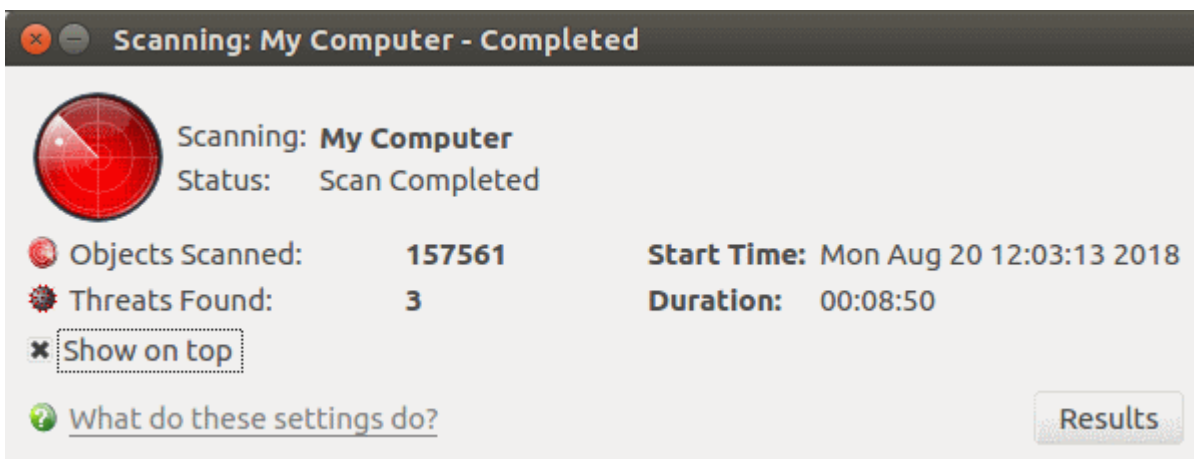 Scanning: My Computer - Completed
Scanning: My Computer
Status: Scan Completed
Objects Scanned: 157561 Start Time: Mon Aug 20 12:03:13 2018
Threats Found: 3 Duration: 00:08:50
Show on top
What do these settings do? Results